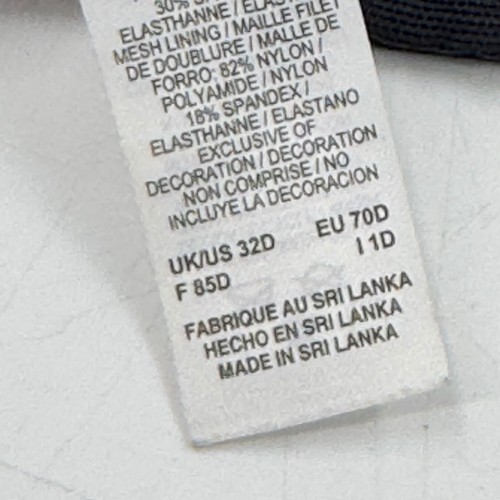 30%
ELASTHANNE / ELAS
MESH LINING / MAILLE FILET
DE DOUBLURE / MALLE DE
FORRO: 82% NYLON /
POLYAMIDE / NYLON
18% SPANDEX /
ELASTHANNE / ELASTANO
EXCLUSIVE OF
DECORATION / DECORATION
NON COMPRISE / NO
INCLUYE LA DECORACION
UK/US 32D EU 70D
F 85D I 1D
FABRIQUE AU SRI LANKA
HECHO EN SRI LANKA
MADE IN SRI LANKA